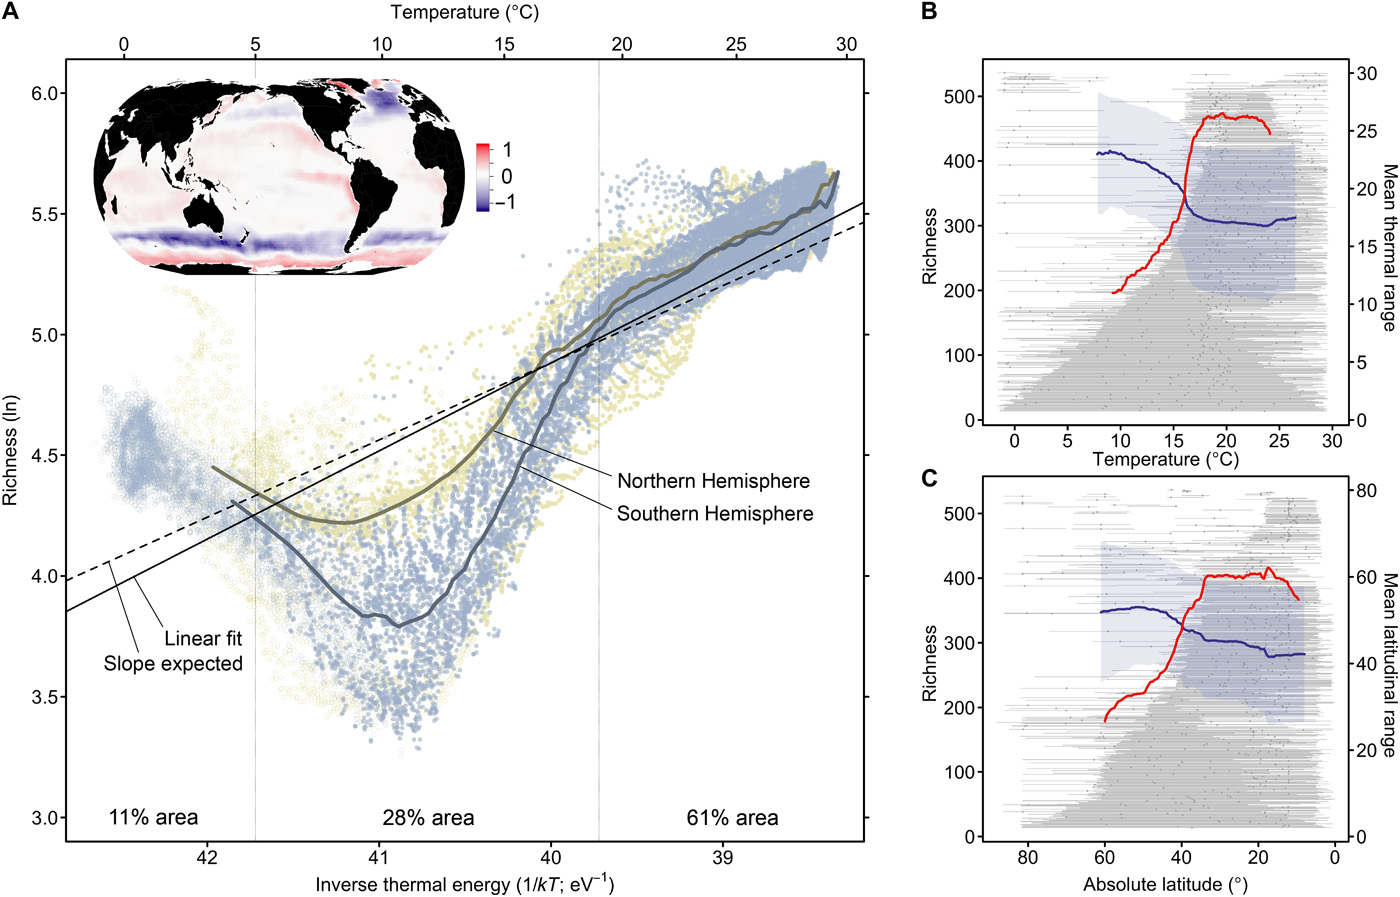 A
Temperature (°C)
0 5 10 15 20 25 30
6.0
5.5
5.0
4.5
4.0
3.5
3.0
Richness (ln)
1
0
−1
Northern Hemisphere
Southern Hemisphere
Linear fit
Slope expected
11% area 28% area 61% area
42 41 40 39
Inverse thermal energy (1/kT; eV−1)
B
500
400
300
200
100
0
Richness
30
25
20
15
10
5
0
Mean thermal range
0 5 10 15 20 25 30
Temperature (°C)
C
500
400
300
200
100
0
Richness
80
60
40
20
0
Mean latitudinal range
80 60 40 20 0
Absolute latitude (°)